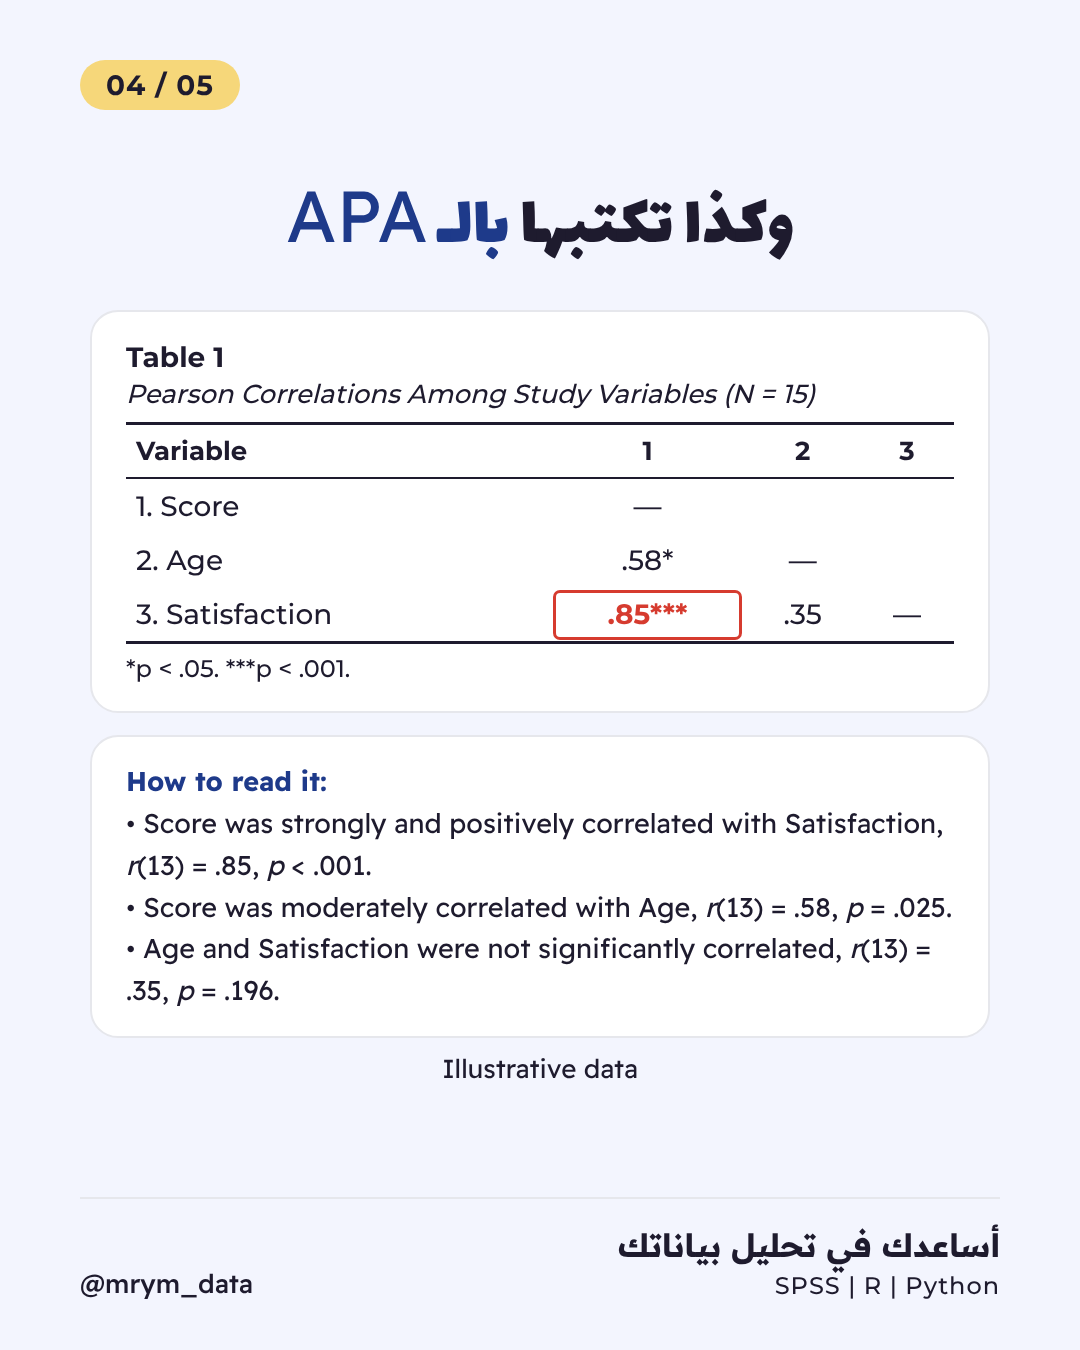 04 / 05
وكذا تكتبها بالـ APA
Table 1
Pearson Correlations Among Study Variables (N = 15)
Variable 1 2 3
1. Score —
2. Age .58* —
3. Satisfaction .85*** .35 —
*p < .05. ***p < .001.
How to read it:
• Score was strongly and positively correlated with Satisfaction,
r(13) = .85, p < .001.
• Score was moderately correlated with Age, r(13) = .58, p = .025.
• Age and Satisfaction were not significantly correlated, r(13) =
.35, p = .196.
Illustrative data
أساعدك في تحليل بياناتك
SPSS | R | Python
@mrym_data